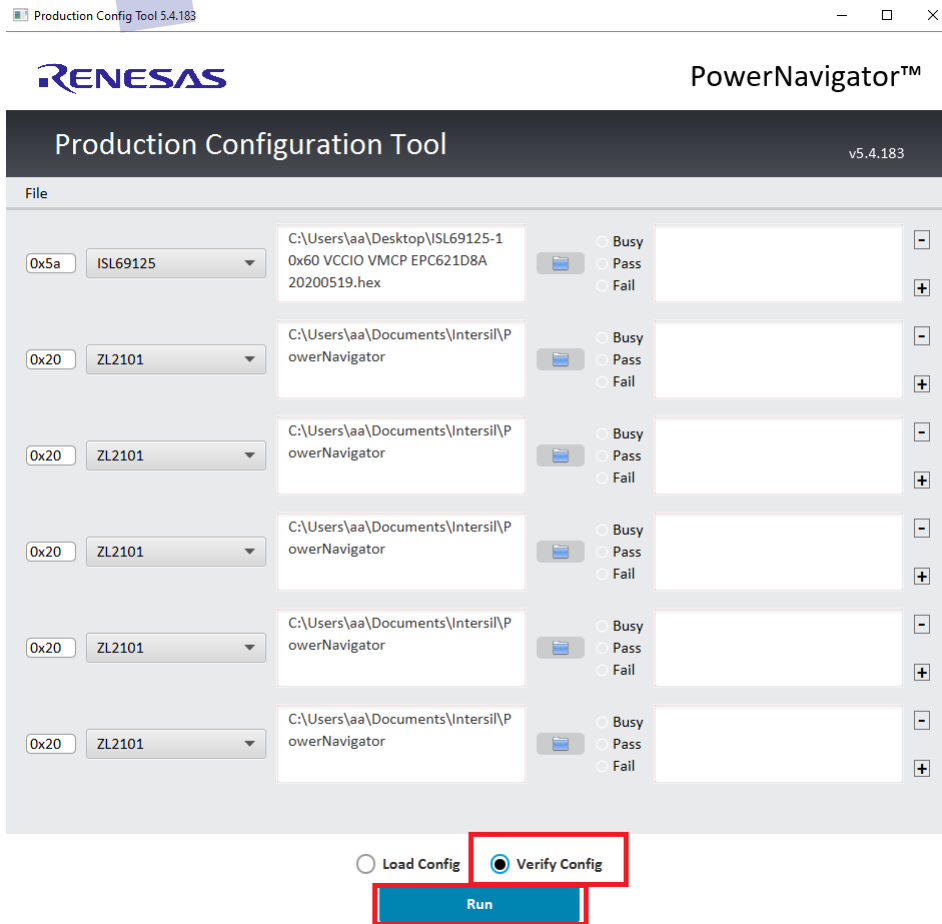 Production Config Tool 5.4.183
RENESAS
PowerNavigator™
Production Configuration Tool
v5.4.183
File
0x5a
ISL69125
C:\Users\aa\Desktop\ISL69125-1
0x60 VCCIO VMCP EPC621D8A
20200519.hex
Busy
Pass
Fail
-
+
0x20
ZL2101
C:\Users\aa\Documents\Intersil\P
owerNavigator
Busy
Pass
Fail
-
+
0x20
ZL2101
C:\Users\aa\Documents\Intersil\P
owerNavigator
Busy
Pass
Fail
-
+
0x20
ZL2101
C:\Users\aa\Documents\Intersil\P
owerNavigator
Busy
Pass
Fail
-
+
0x20
ZL2101
C:\Users\aa\Documents\Intersil\P
owerNavigator
Busy
Pass
Fail
-
+
0x20
ZL2101
C:\Users\aa\Documents\Intersil\P
owerNavigator
Busy
Pass
Fail
-
+
Load Config
Verify Config
Run